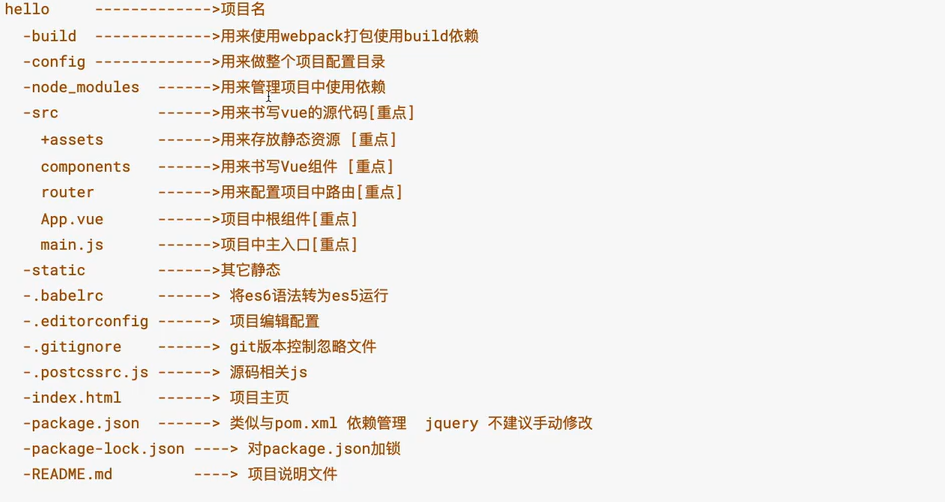 hello     ------------->项目名
  -build  ------------->用来使用webpack打包使用build依赖
  -config ------------->用来做整个项目配置目录
  -node_modules  ------>用来管理项目中使用依赖
  -src           ------>用来书写vue的源代码[重点]
    +assets      ------>用来存放静态资源 [重点]
    components   ------>用来书写Vue组件 [重点]
    router       ------>用来配置项目中路由[重点]
    App.vue      ------>项目中根组件[重点]
    main.js      ------>项目中主入口[重点]
  -static        ------>其它静态
  -.babelrc      ------> 将es6语法转为es5运行
  -.editorconfig ------> 项目编辑配置
  -.gitignore    ------> git版本控制忽略文件
  -.postcssrc.js ------> 源码相关js
  -index.html    ------> 项目主页
  -package.json  ------> 类似与pom.xml 依赖管理  jquery 不建议手动修改
  -package-lock.json ----> 对package.json加锁
  -README.md         ----> 项目说明文件